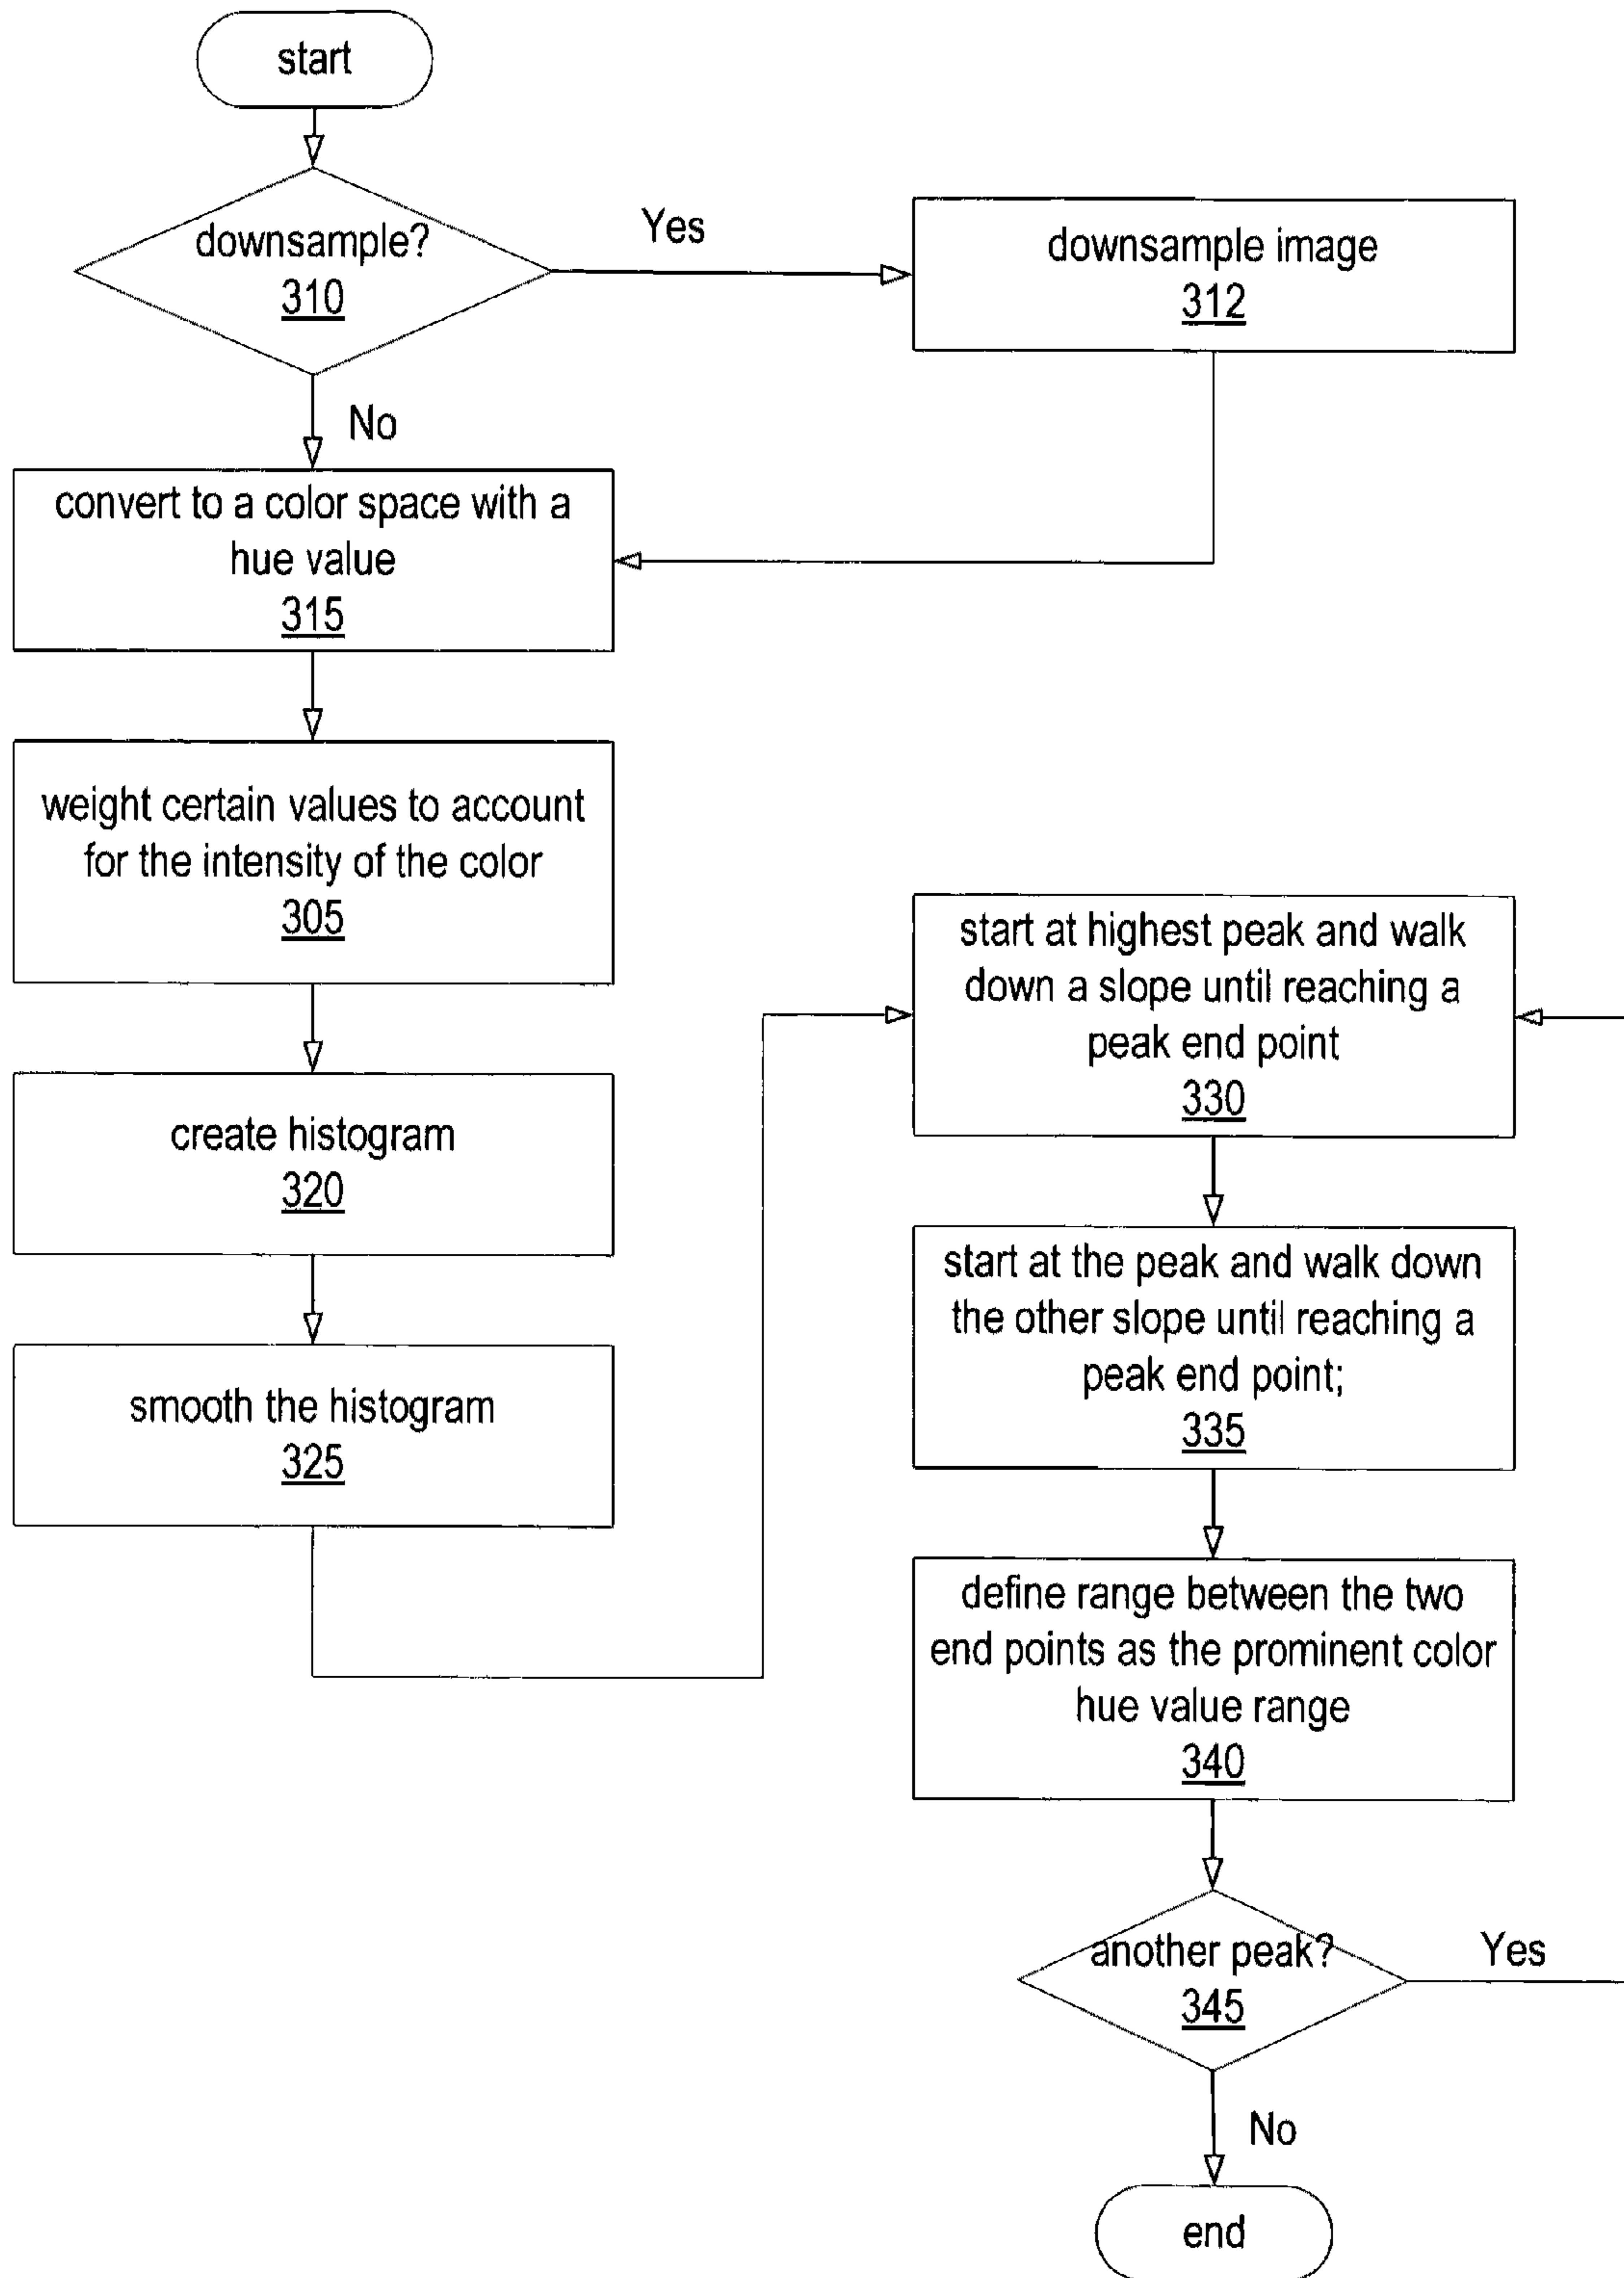 start
downsample?
310
Yes
downsample image
312
No
convert to a color space with a
hue value
315
weight certain values to account
for the intensity of the color
305
create histogram
320
smooth the histogram
325
start at highest peak and walk
down a slope until reaching a
peak end point
330
start at the peak and walk down
the other slope until reaching a
peak end point;
335
define range between the two
end points as the prominent color
hue value range
340
another peak?
345
Yes
No
end